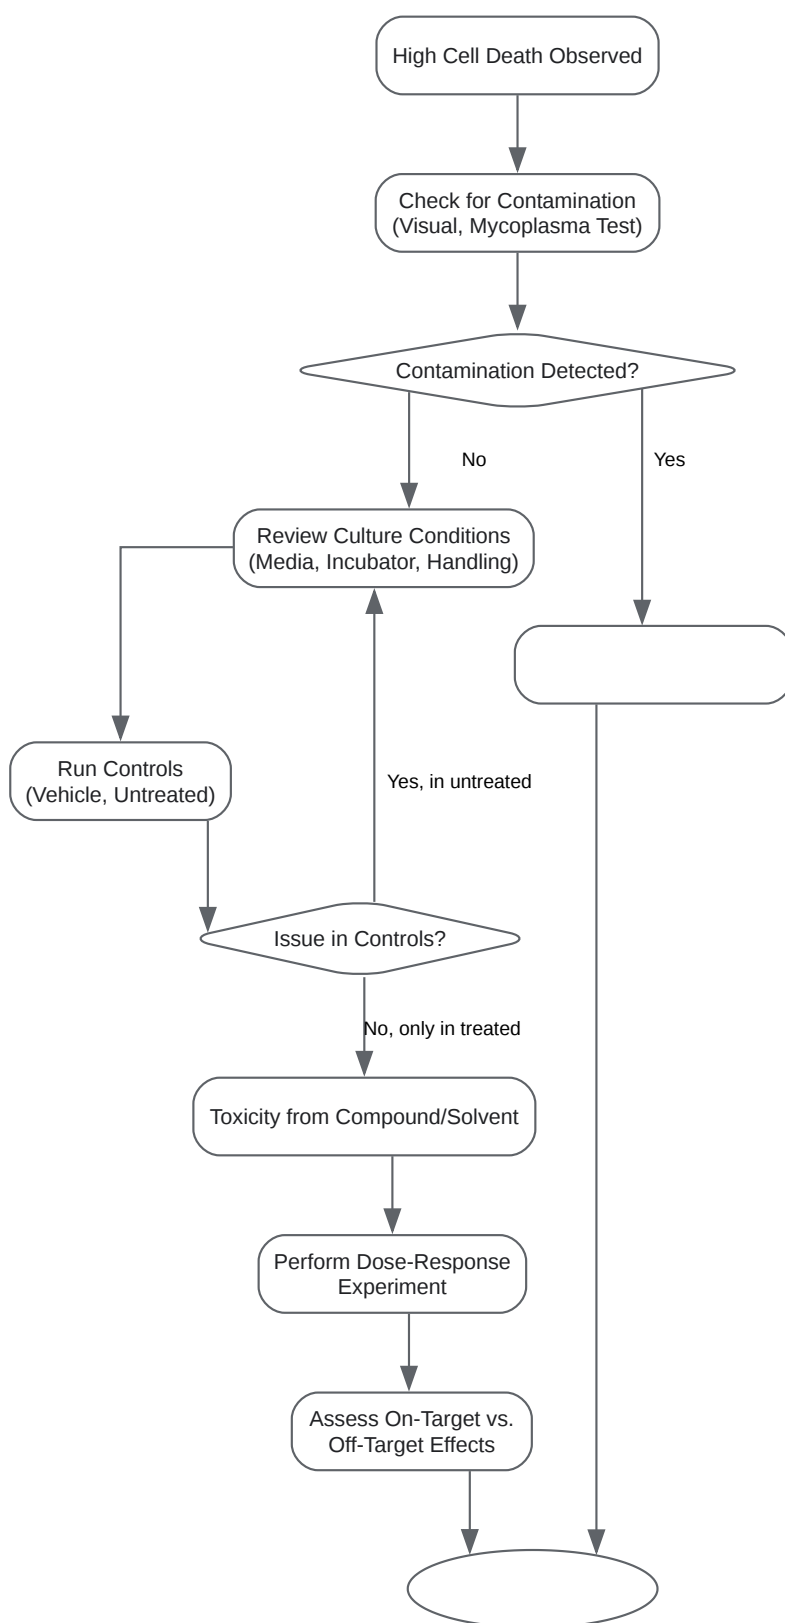 High Cell Death Observed
Check for Contamination
(Visual, Mycoplasma Test)
Contamination Detected?
No
Yes
Review Culture Conditions
(Media, Incubator, Handling)
Run Controls
(Vehicle, Untreated)
Yes, in untreated
Issue in Controls?
No, only in treated
Toxicity from Compound/Solvent
Perform Dose-Response
Experiment
Assess On-Target vs.
Off-Target Effects